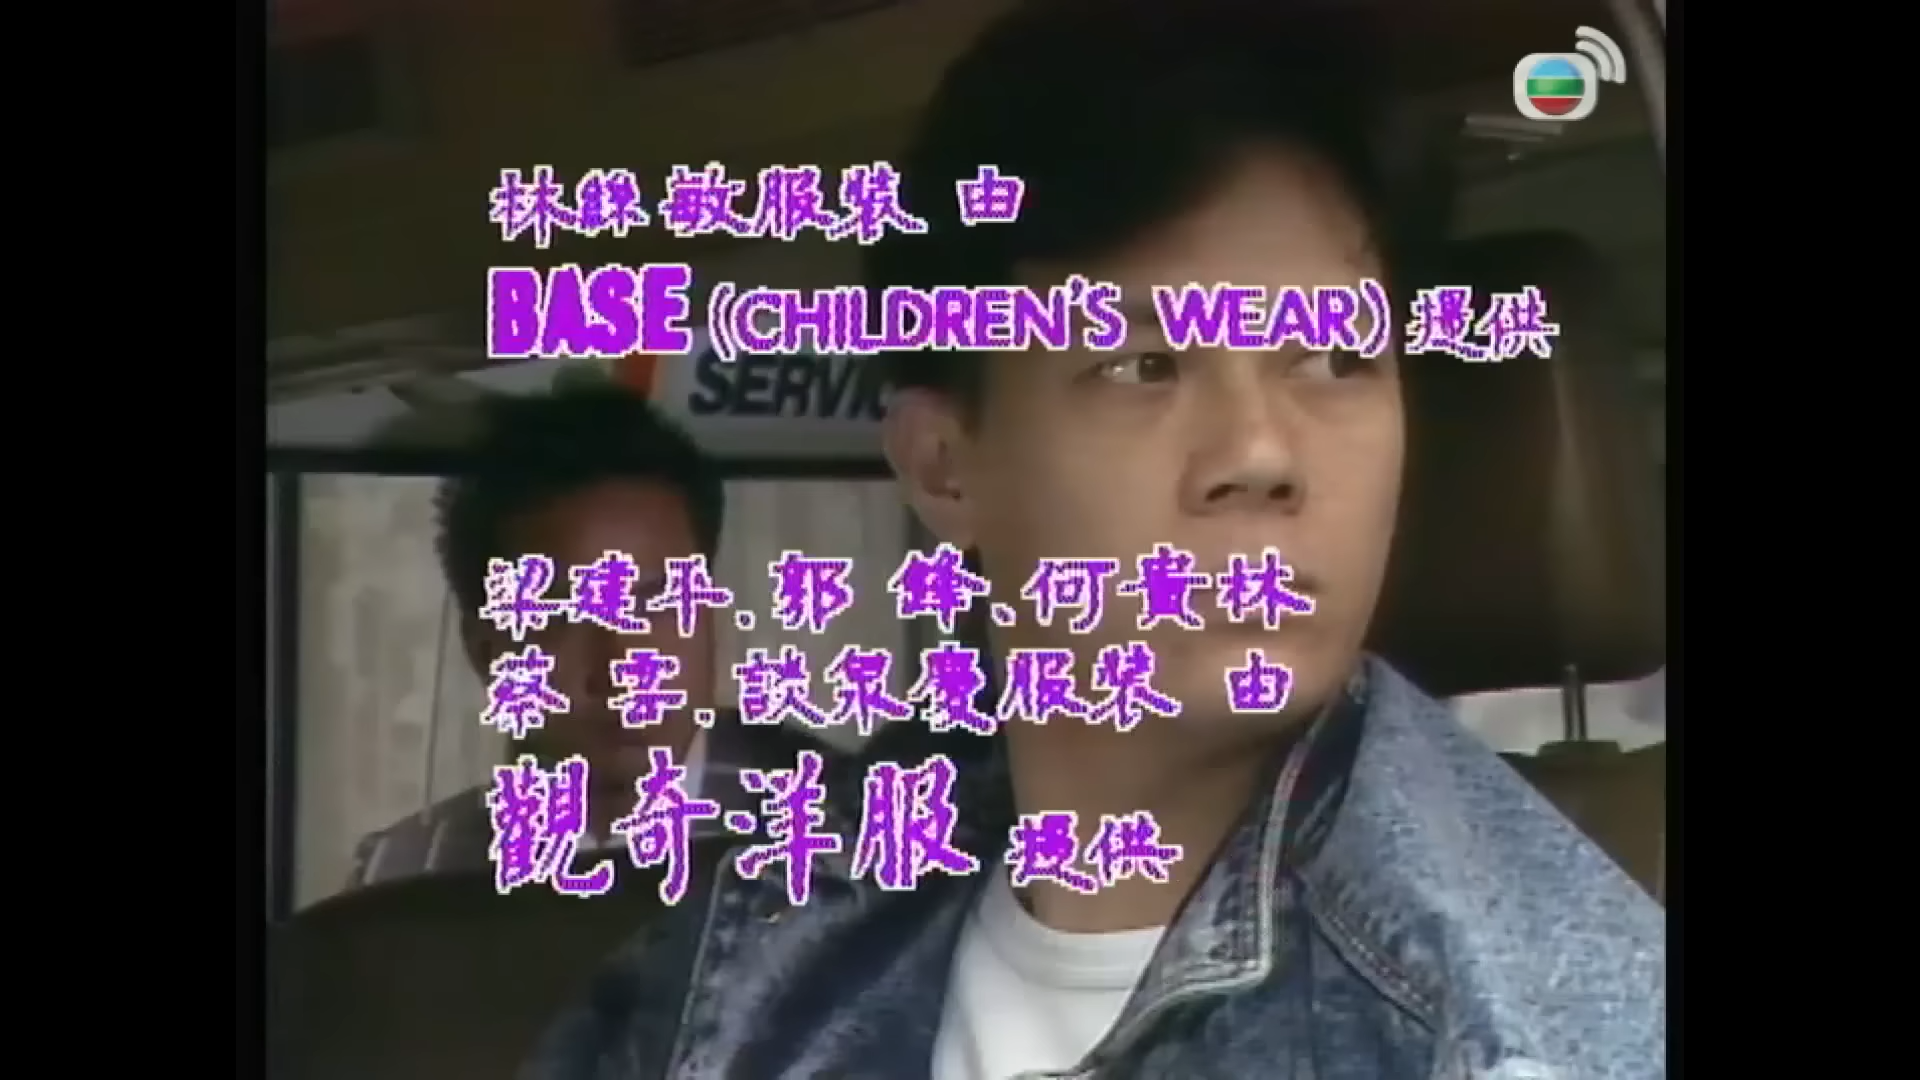 林 敏服裝 由
BASE (CHILDREN'S WEAR) 提供
SERVIC
梁建平.郭 鋒、何貴林
蔡 雲.談泉慶服裝 由
觀奇洋服 提供